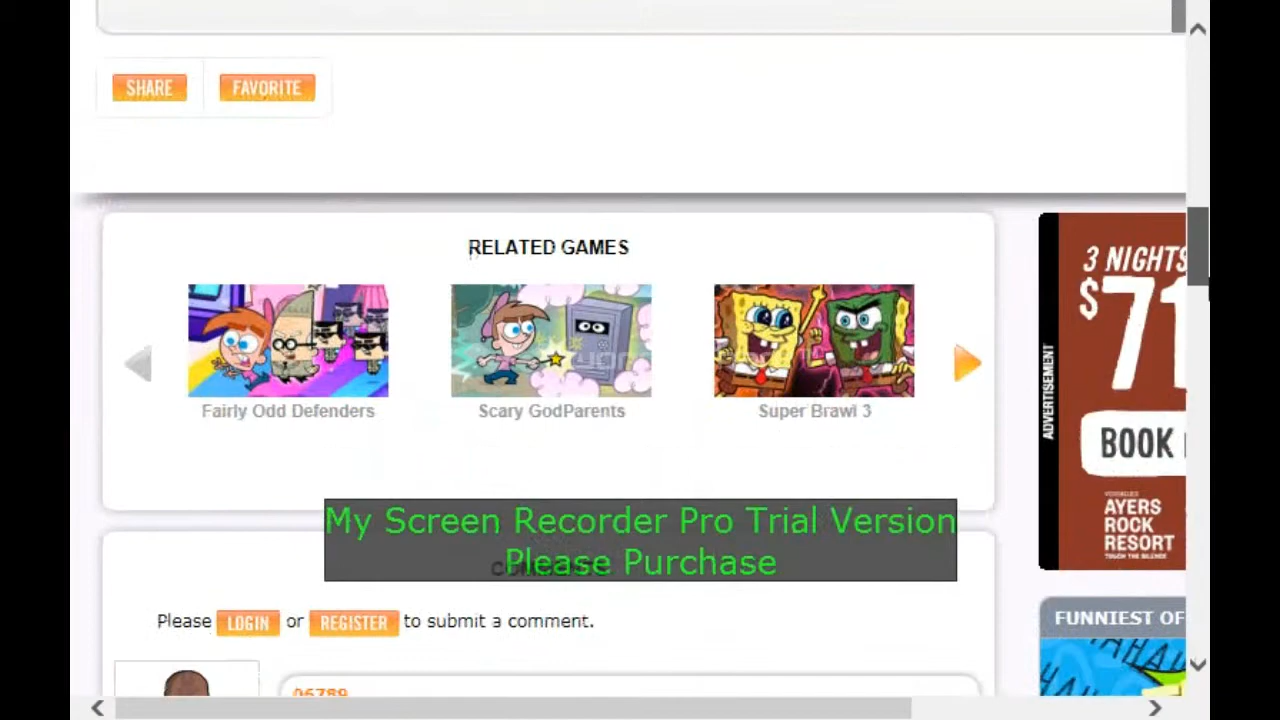 SHARE
FAVORITE
RELATED GAMES
Fairly Odd Defenders
Scary GodParents
Super Brawl 3
3 NIGHTS
$71
ADVERTISEMENT
BOOK
AYERS
ROCK
RESORT
My Screen Recorder Pro Trial Version
Please Purchase
Please LOGIN or REGISTER to submit a comment.
FUNNIEST OF
06789